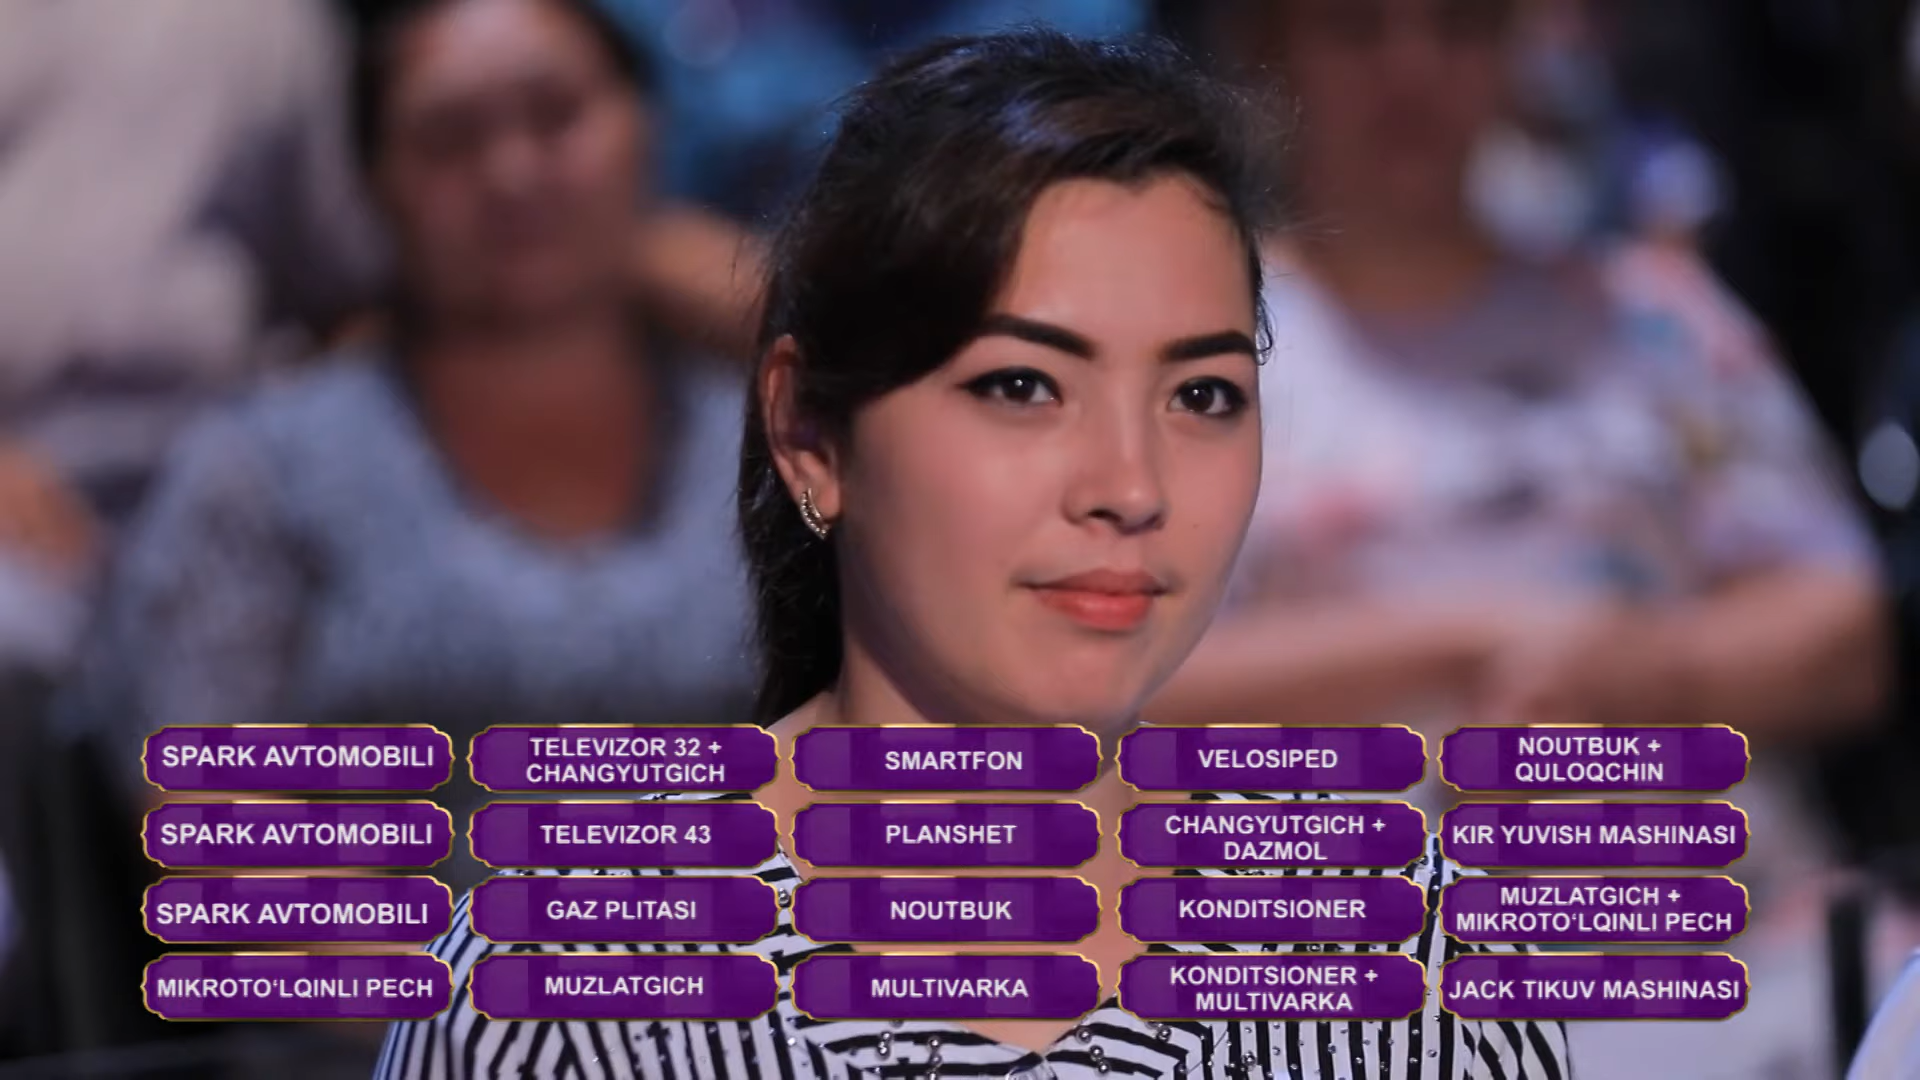 SPARK AVTOMOBILI
TELEVIZOR 32 +
CHANGYUTGICH
SMARTFON
VELOSIPED
NOUTBUK +
QULOQCHIN
SPARK AVTOMOBILI
TELEVIZOR 43
PLANSHET
CHANGYUTGICH +
DAZMOL
KIR YUVISH MASHINASI
SPARK AVTOMOBILI
GAZ PLITASI
NOUTBUK
KONDITSIONER
MUZLATGICH +
MIKROTO‘LQINLI PECH
MIKROTO‘LQINLI PECH
MUZLATGICH
MULTIVARKA
KONDITSIONER +
MULTIVARKA
JACK TIKUV MASHINASI